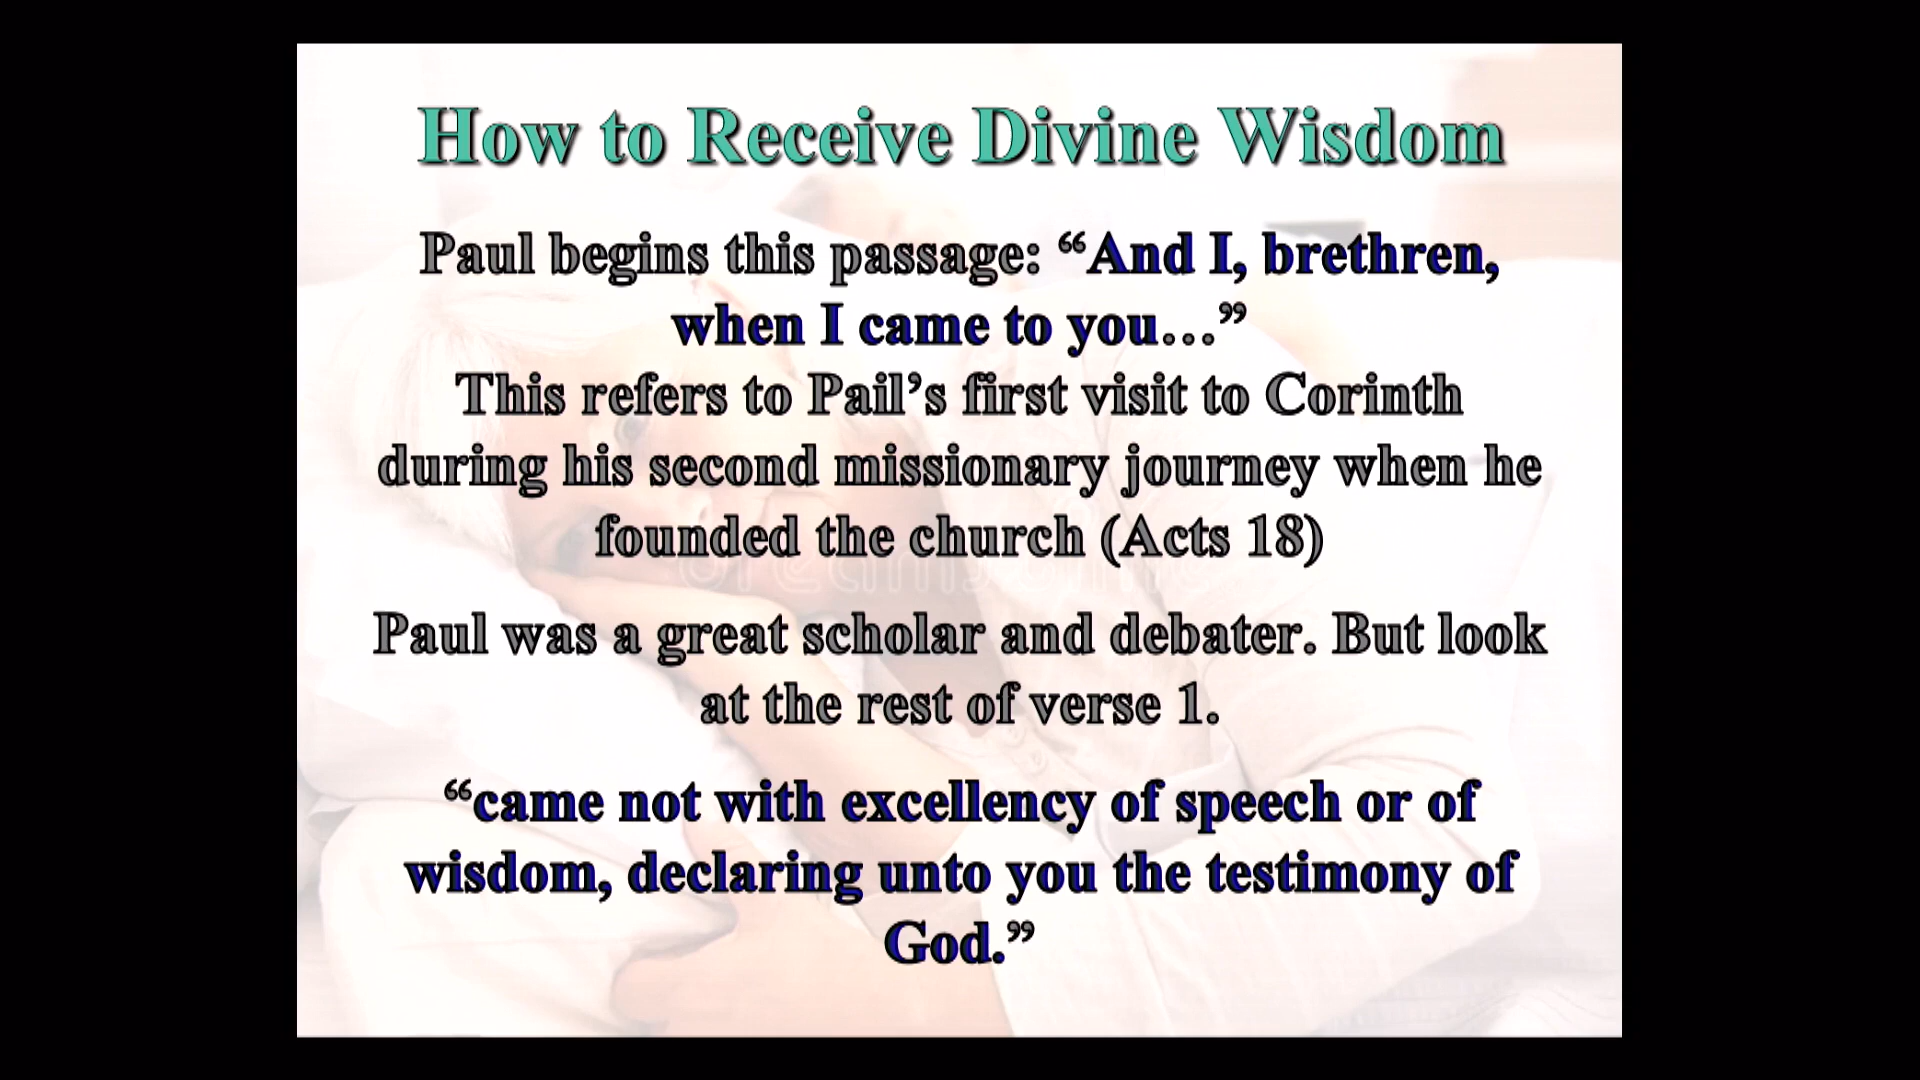 How to Receive Divine Wisdom
Paul begins this passage: “And I, brethren,
when I came to you…”
This refers to Pail’s first visit to Corinth
during his second missionary journey when he
founded the church (Acts 18)
Paul was a great scholar and debater. But look
at the rest of verse 1.
“came not with excellency of speech or of
wisdom, declaring unto you the testimony of
God.”